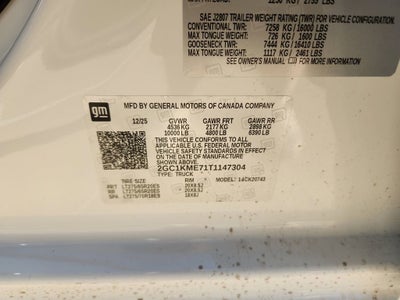 SAE J2807 TRAILER WEIGHT RATING (TWR) FOR VEHICLE CONFIGURATION.
CONVENTIONAL TWR: 7258 KG / 16000 LBS
MAX TONGUE WEIGHT: 726 KG / 1600 LBS
GOOSENECK TWR: 7444 KG / 16410 LBS
MAX TONGUE WEIGHT: 1117 KG / 2461 LBS
SEE OWNER'S MANUAL FOR MORE INFORMATION
gm
MFD BY GENERAL MOTORS OF CANADA COMPANY
12/25 GVWR GAWR FRT GAWR RR
4536 KG 2177 KG 2898 KG
10000 LB 4800 LB 6390 LB
THIS VEHICLE CONFORMS TO ALL
APPLICABLE U.S. FEDERAL MOTOR
VEHICLE SAFETY STANDARDS IN EFFECT
ON THE DATE OF MANUFACTURE SHOWN ABOVE.
2GC1KME71T1147304
TYPE: TRUCK
TIRE SIZE RIM